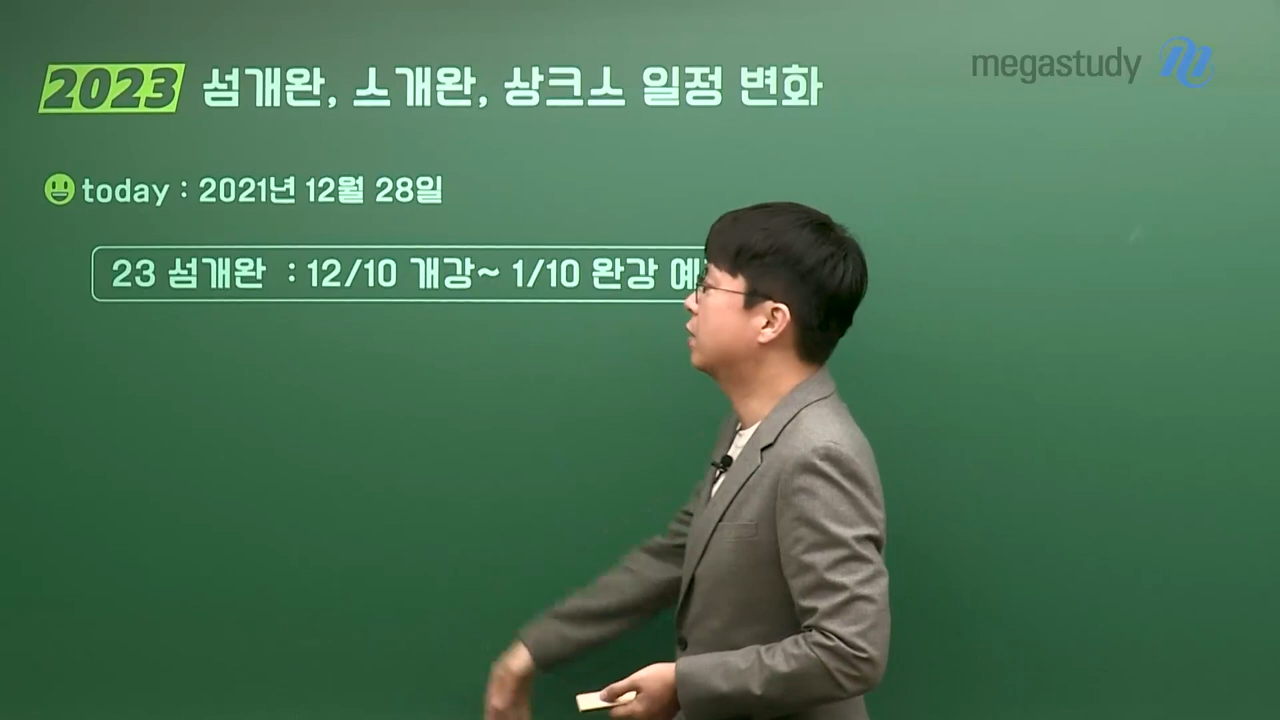 megastudy
2023 섬개완, 스개완, 상크스 일정 변화
today : 2021년 12월 28일
23 섬개완 : 12/10 개강~ 1/10 완강 예